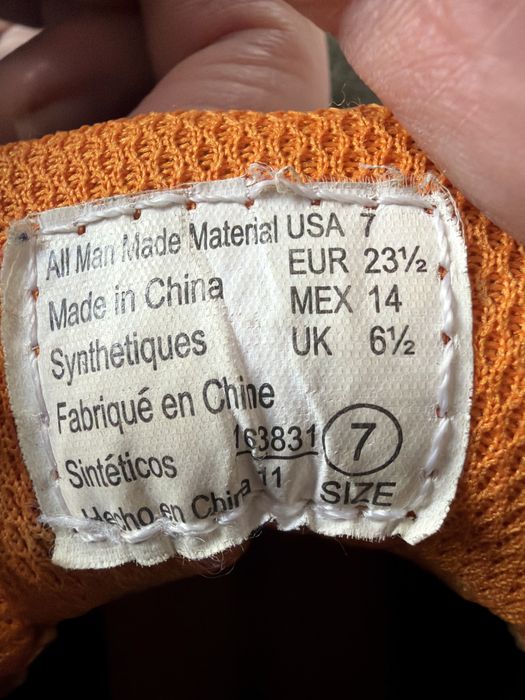 All Man Made Material
Made in China
Synthetiques
Fabriqué en Chine
Sintéticos
Hecho en China
USA 7
EUR 23½
MEX 14
UK 6½
163831
11
7
SIZE